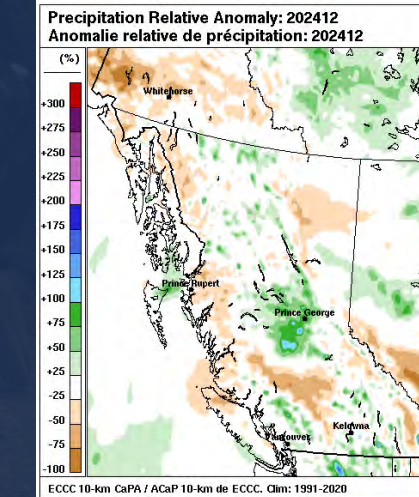 Precipitation Relative Anomaly: 202412
Anomalie relative de précipitation: 202412
(%)
+300
+275
+250
+225
+200
+175
+150
+125
+100
+75
+50
+25
-25
-50
-75
-100
Whitehorse
Prince Rupert
Prince George
Kelowna
Vancouver
ECCC 10-km CaPA / ACaP 10-km de ECCC. Clim: 1991-2020